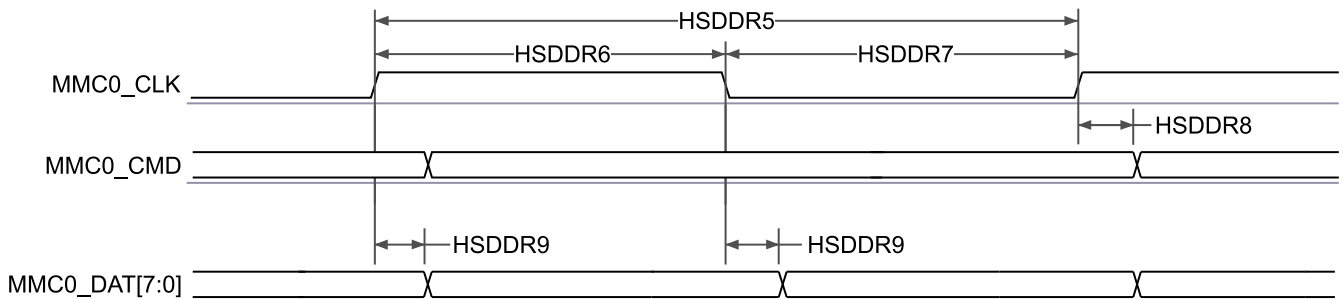 HSDDR5
HSDDR6 HSDDR7
MMC0_CLK
HSDDR8
MMC0_CMD
HSDDR9 HSDDR9
MMC0_DAT[7:0]